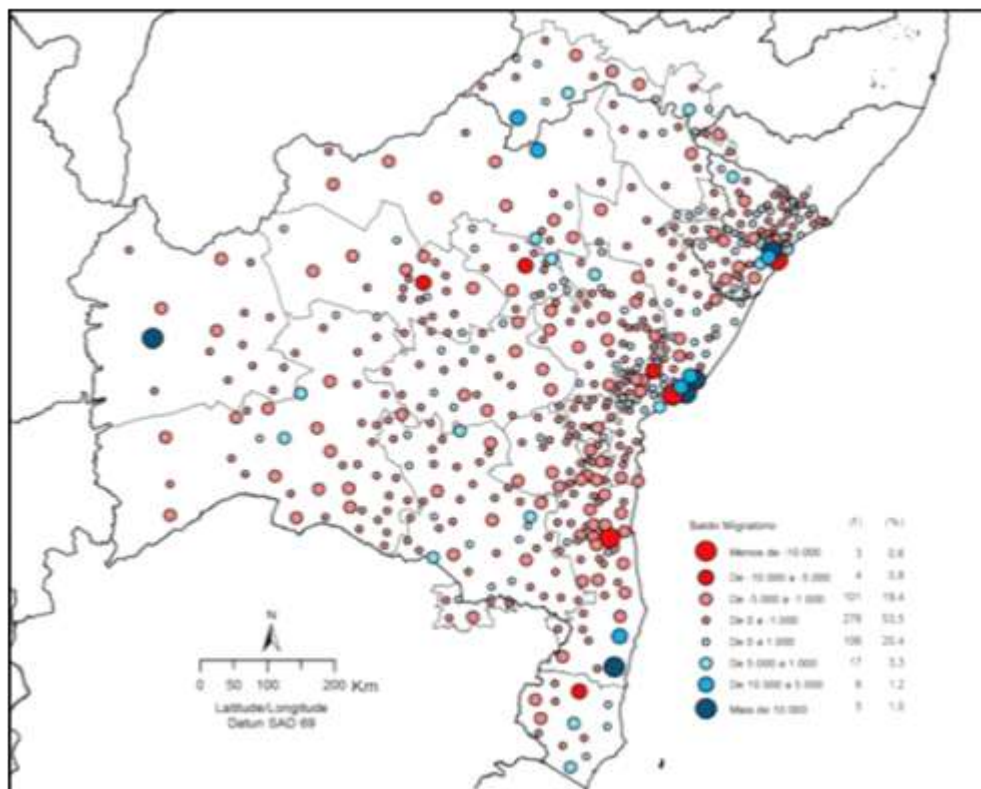 Saldo Migratório (F) (%)
Menos de -10.000 3 0,6
De -10.000 a -5.000 4 0,8
De -5.000 a -1.000 101 19,4
De 0 a -1.000 278 53,5
De 0 a 1.000 106 20,4
De 5.000 a 1.000 17 3,3
De 10.000 a 5.000 6 1,2
Mais de 10.000 5 1,0
N
0 50 100 200 Km
Latitude/Longitude
Datun SAD 69